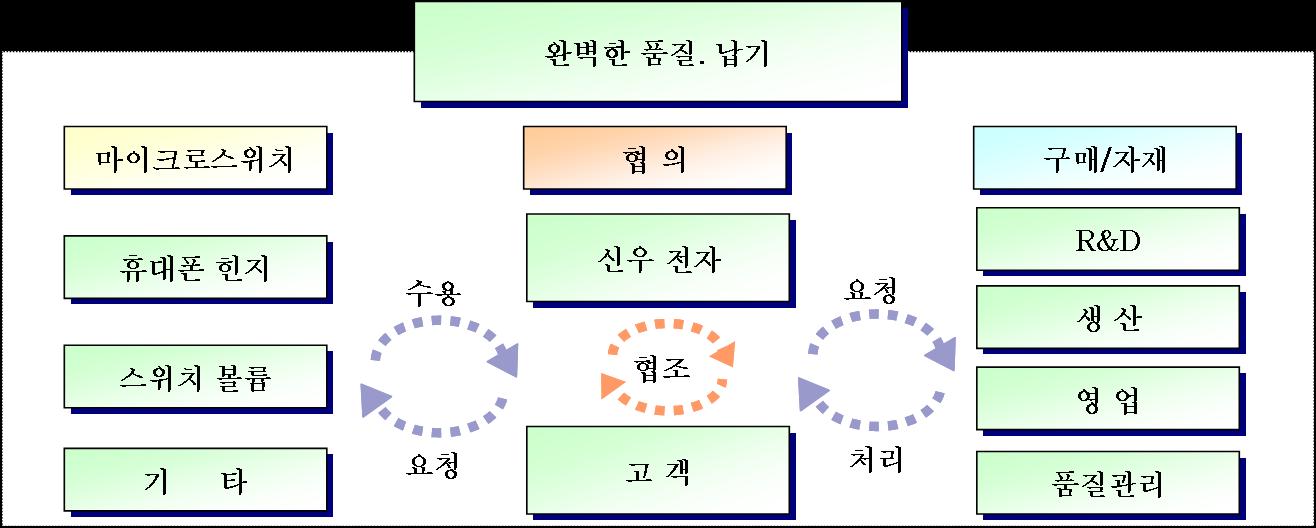 완벽한 품질. 납기
마이크로스위치
협 의
구매/자재
휴대폰 힌지
신우 전자
R&D
수용
요청
생 산
스위치 볼륨
협조
영 업
요청
처리
기 타
고 객
품질관리